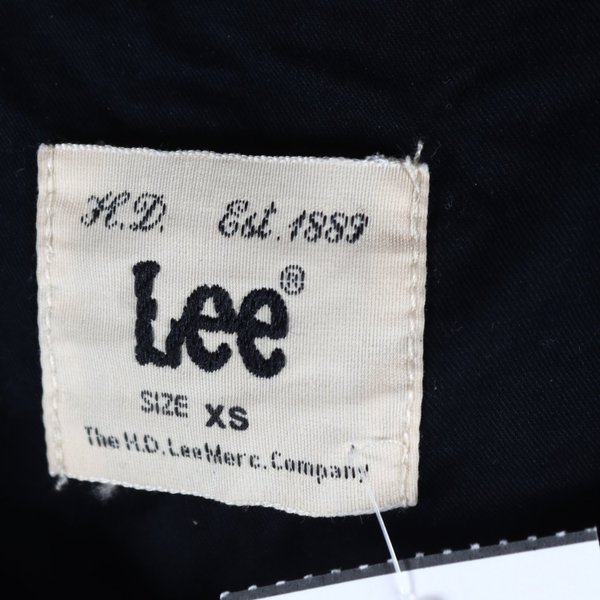 H.D. Est. 1889
Lee®
SIZE XS
The H.D. Lee Merc. Company